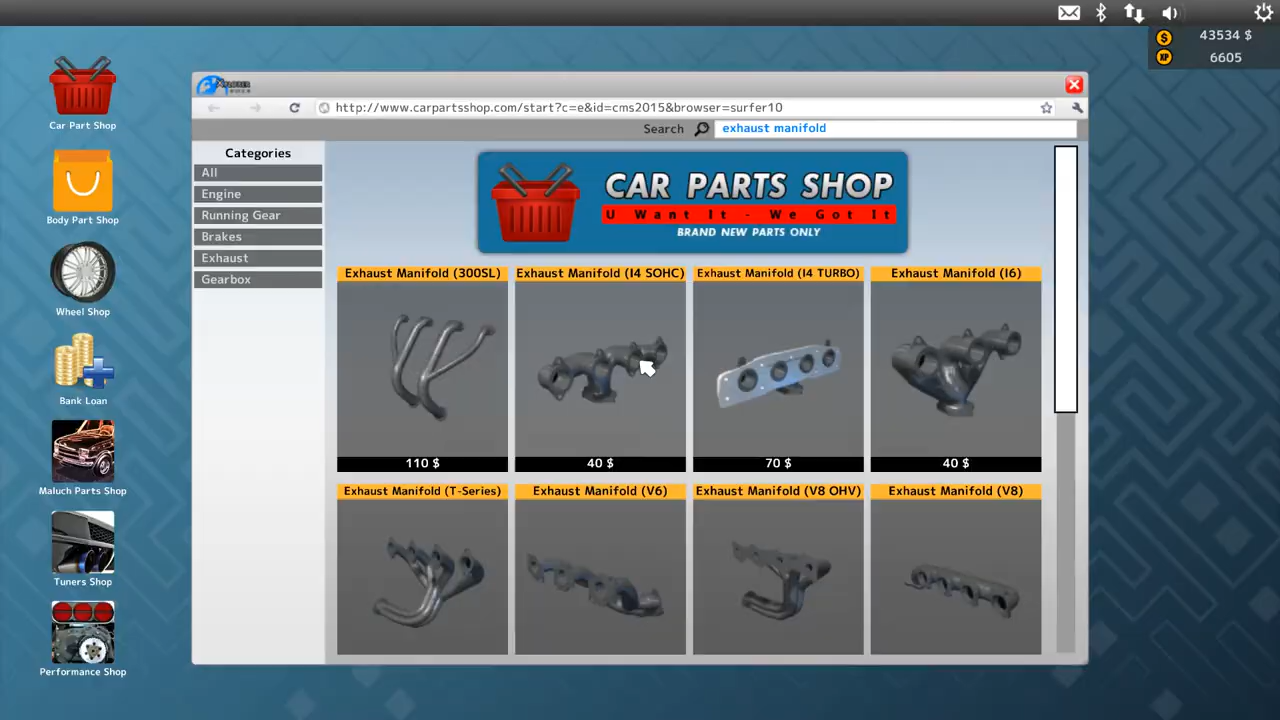 43534 $
6605
Car Part Shop
Body Part Shop
Wheel Shop
Bank Loan
Maluch Parts Shop
Tuners Shop
Performance Shop
http://www.carpartsshop.com/start?c=e&id=cms2015&browser=surfer10
Search exhaust manifold
Categories
All
Engine
Running Gear
Brakes
Exhaust
Gearbox
CAR PARTS SHOP
U Want It - We Got It
BRAND NEW PARTS ONLY
Exhaust Manifold (300SL)
110 $
Exhaust Manifold (I4 SOHC)
40 $
Exhaust Manifold (I4 TURBO)
70 $
Exhaust Manifold (I6)
40 $
Exhaust Manifold (T-Series)
Exhaust Manifold (V6)
Exhaust Manifold (V8 OHV)
Exhaust Manifold (V8)